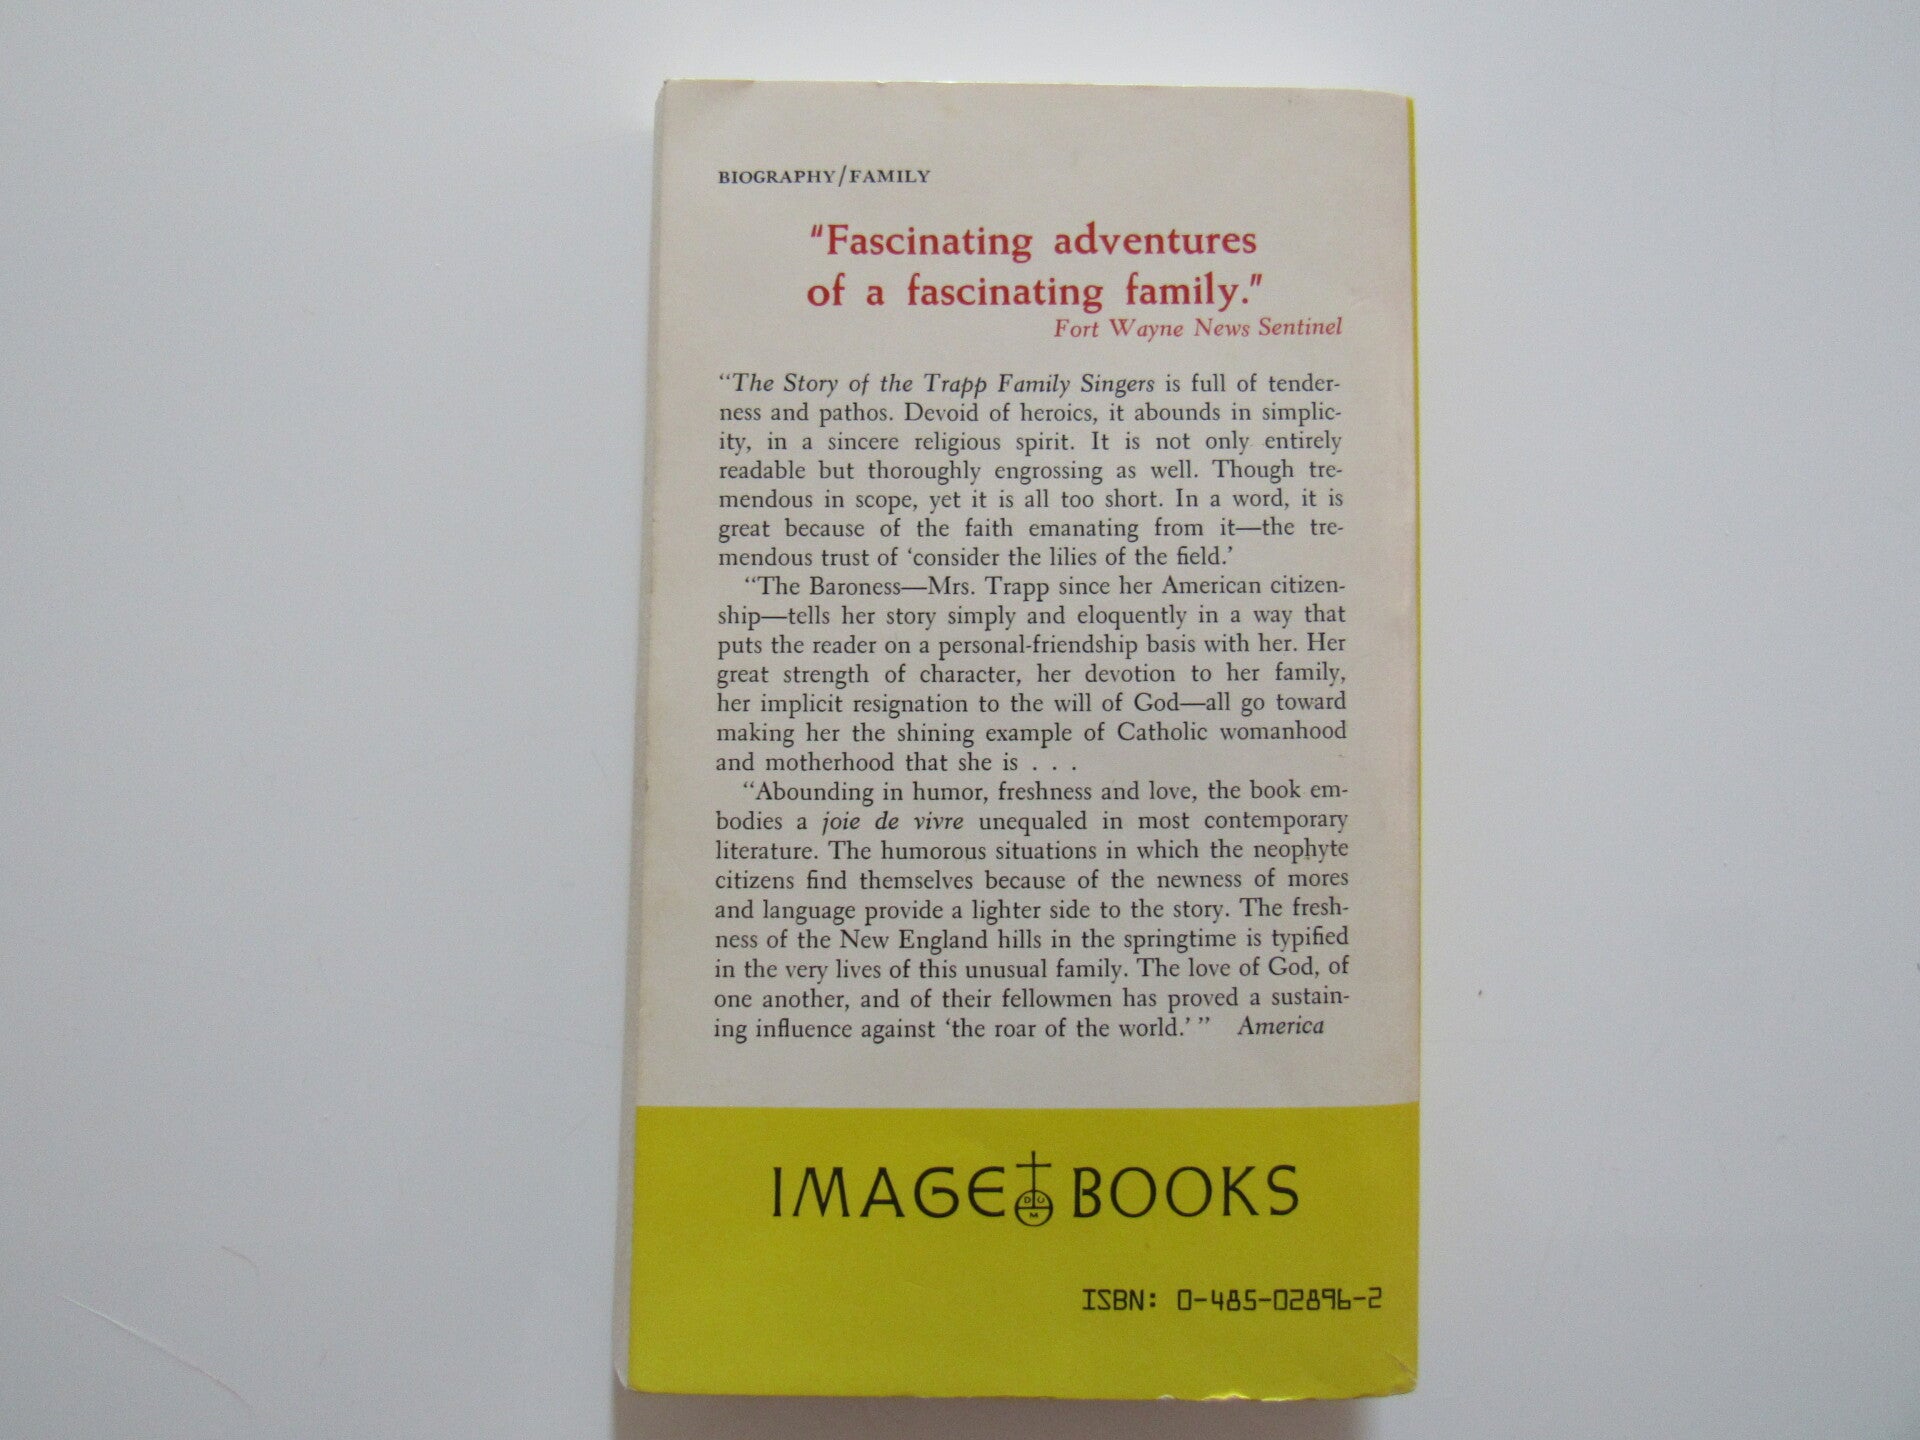 BIOGRAPHY/FAMILY
"Fascinating adventures
of a fascinating family."
Fort Wayne News Sentinel
“The Story of the Trapp Family Singers is full of tender-
ness and pathos. Devoid of heroics, it abounds in simplic-
ity, in a sincere religious spirit. It is not only entirely
readable but thoroughly engrossing as well. Though tre-
mendous in scope, yet it is all too short. In a word, it is
great because of the faith emanating from it—the tre-
mendous trust of ‘consider the lilies of the field.’
“The Baroness—Mrs. Trapp since her American citizen-
ship—tells her story simply and eloquently in a way that
puts the reader on a personal-friendship basis with her. Her
great strength of character, her devotion to her family,
her implicit resignation to the will of God—all go toward
making her the shining example of Catholic womanhood
and motherhood that she is . . .
“Abounding in humor, freshness and love, the book em-
bodies a joie de vivre unequaled in most contemporary
literature. The humorous situations in which the neophyte
citizens find themselves because of the newness of mores
and language provide a lighter side to the story. The fresh-
ness of the New England hills in the springtime is typified
in the very lives of this unusual family. The love of God, of
one another, and of their fellowmen has proved a sustain-
ing influence against ‘the roar of the world.’ ” America
IMAGE DCM BOOKS
ISBN: 0-485-02896-2